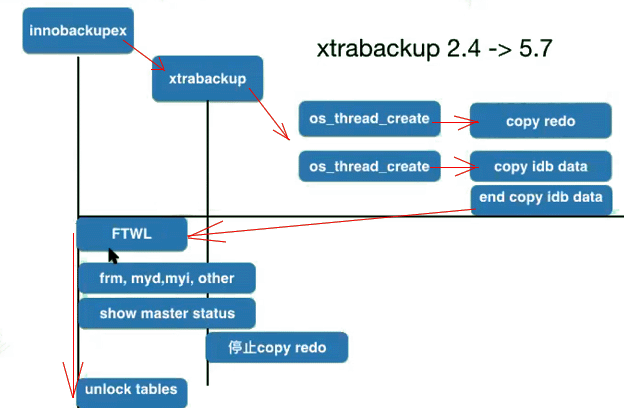 innobackupex
xtrabackup 2.4 -> 5.7
xtrabackup
os_thread_create
copy redo
os_thread_create
copy idb data
end copy idb data
FTWL
frm, myd,myi, other
show master status
停止copy redo
unlock tables